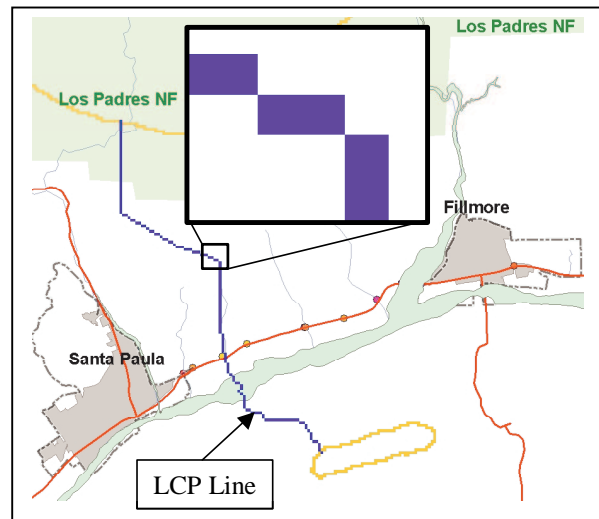 Los Padres NF
Los Padres NF
Fillmore
Santa Paula
LCP Line